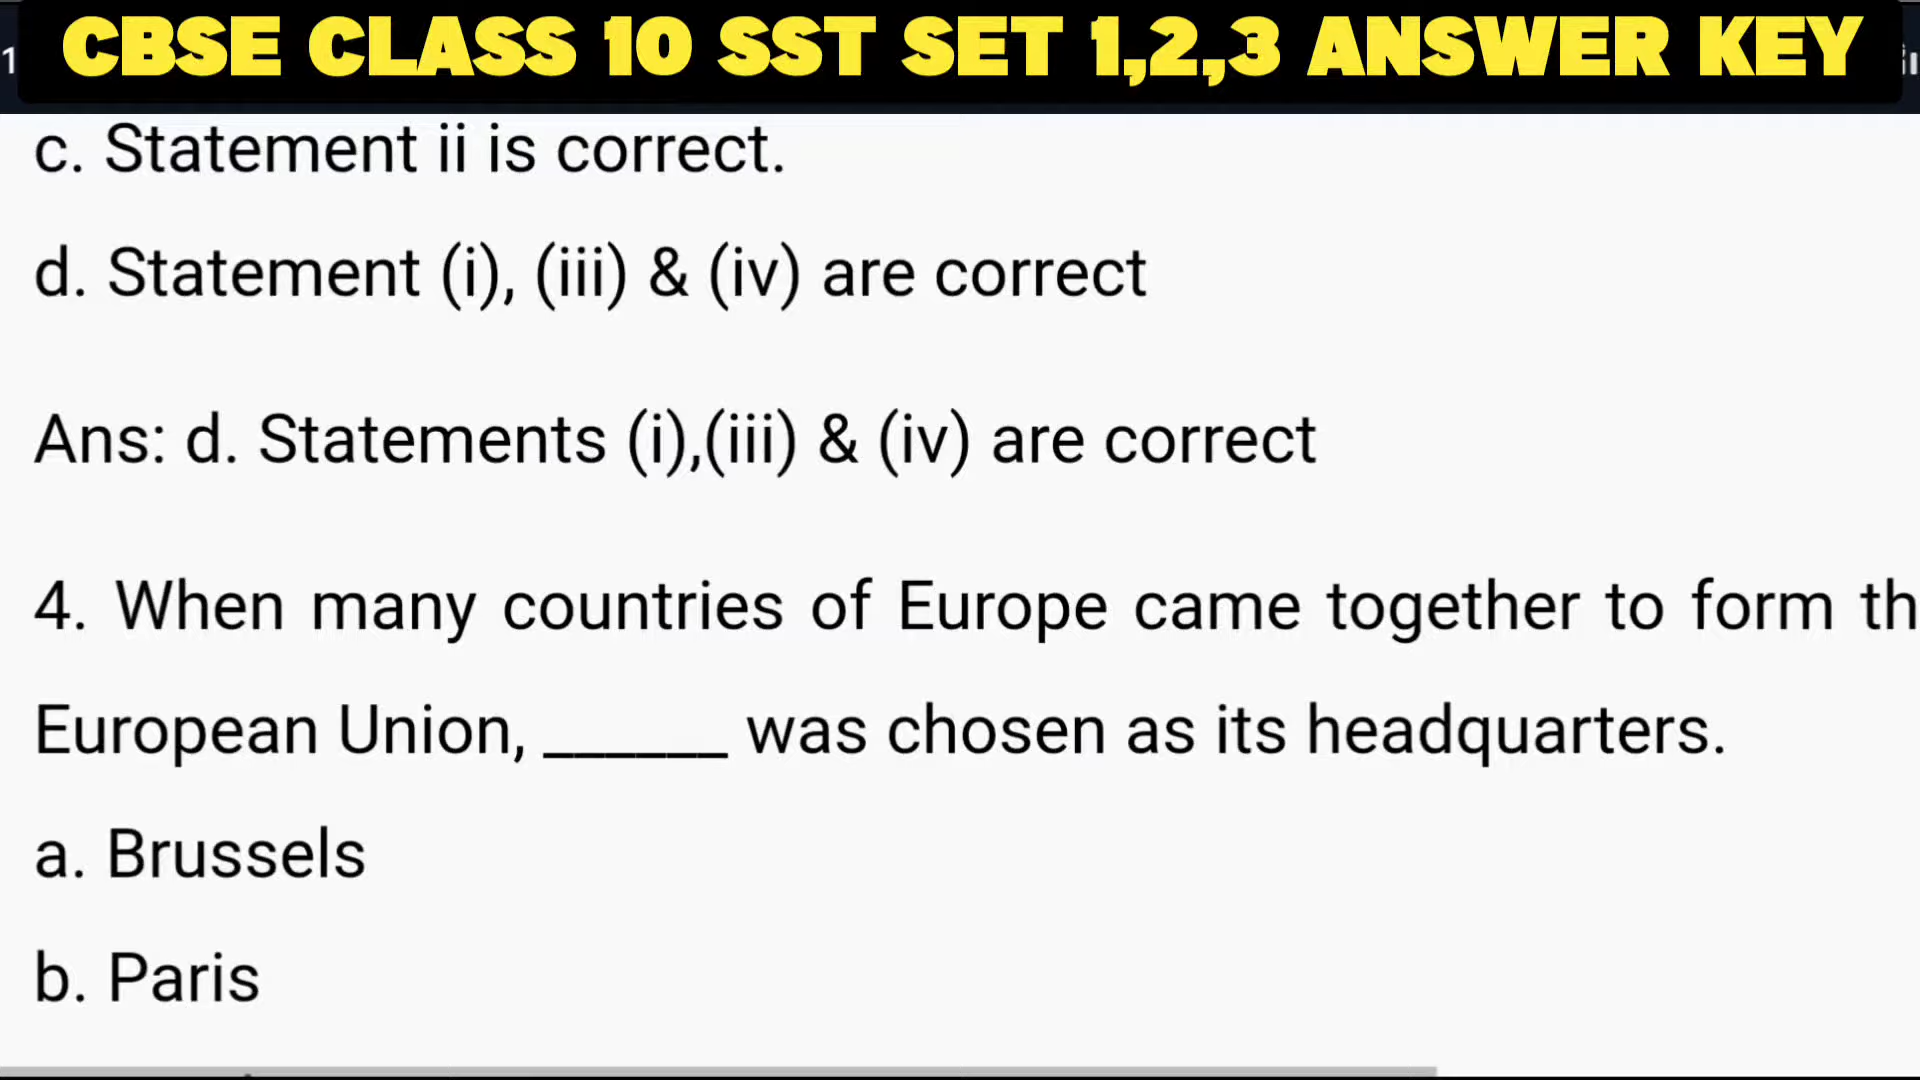 CBSE CLASS 10 SST SET 1,2,3 ANSWER KEY
1
c. Statement ii is correct.
d. Statement (i), (iii) & (iv) are correct
Ans: d. Statements (i),(iii) & (iv) are correct
4. When many countries of Europe came together to form th
European Union, ______ was chosen as its headquarters.
a. Brussels
b. Paris